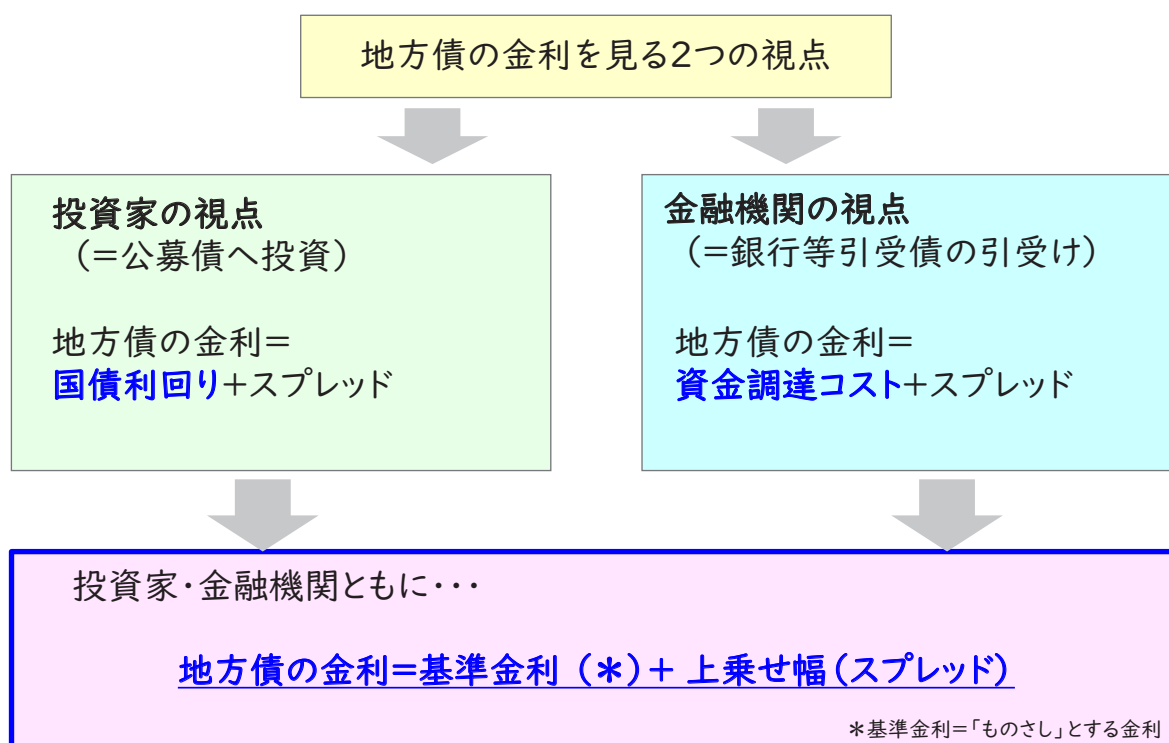 地方債の金利を見る2つの視点
投資家の視点
（＝公募債へ投資）
地方債の金利＝
国債利回り＋スプレッド
金融機関の視点
（＝銀行等引受債の引受け）
地方債の金利＝
資金調達コスト＋スプレッド
投資家・金融機関ともに・・・
地方債の金利＝基準金利（＊）＋ 上乗せ幅（スプレッド）
＊基準金利＝「ものさし」とする金利